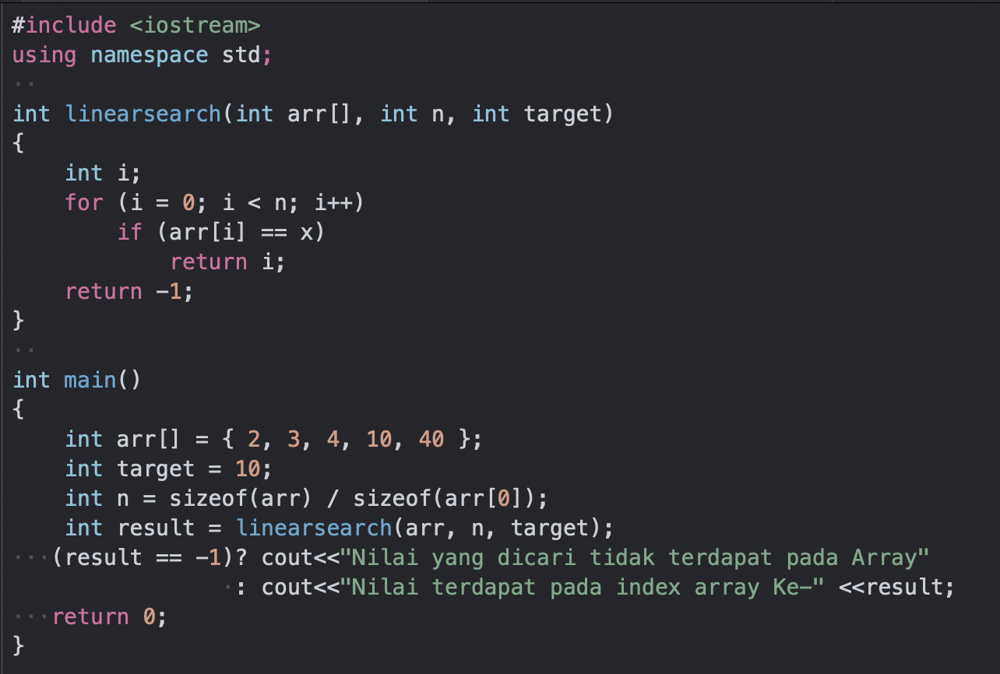 #include <iostream>
using namespace std;
int linearsearch(int arr[], int n, int target)
{
    int i;
    for (i = 0; i < n; i++)
        if (arr[i] == x)
            return i;
    return -1;
}
int main()
{
    int arr[] = { 2, 3, 4, 10, 40 };
    int target = 10;
    int n = sizeof(arr) / sizeof(arr[0]);
    int result = linearsearch(arr, n, target);
   (result == -1)? cout<<"Nilai yang dicari tidak terdapat pada Array"
                 : cout<<"Nilai terdapat pada index array Ke-" <<result;
   return 0;
}